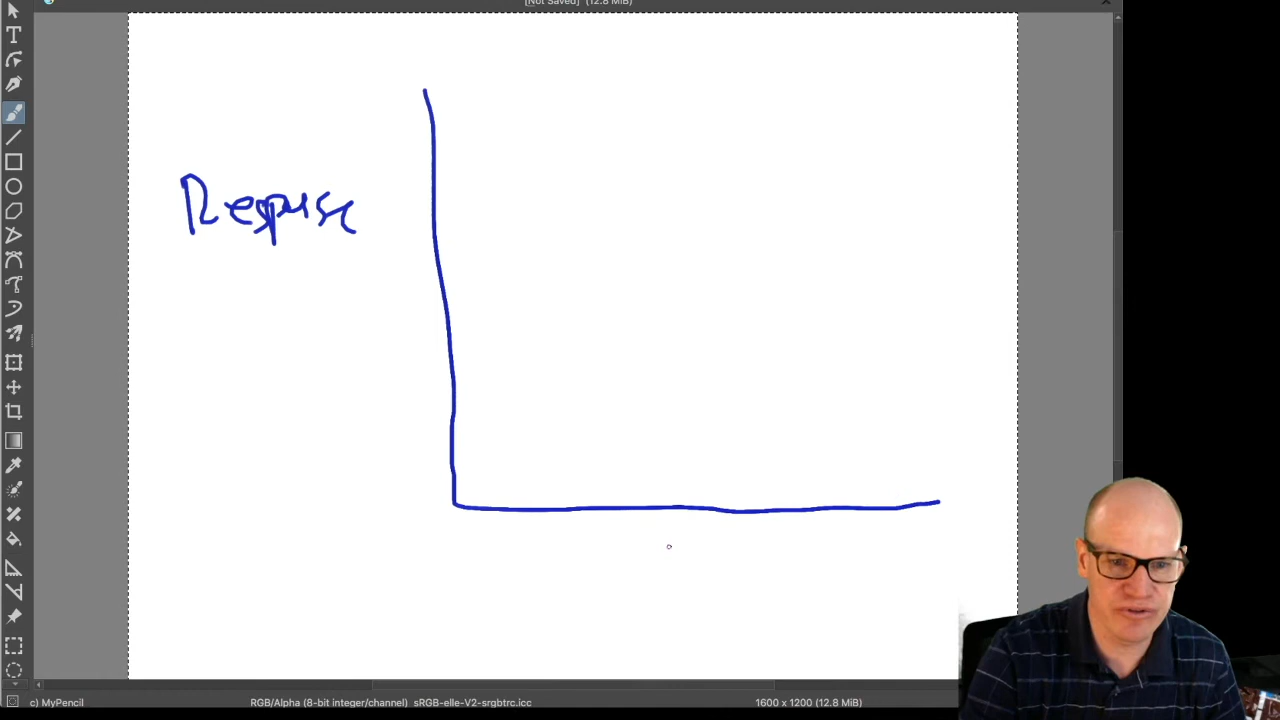 [Not Saved] (12.8 MiB)
Response
c) MyPencil
RGB/Alpha (8-bit integer/channel) sRGB-elle-V2-srgbtrc.icc
1600 x 1200 (12.8 MiB)